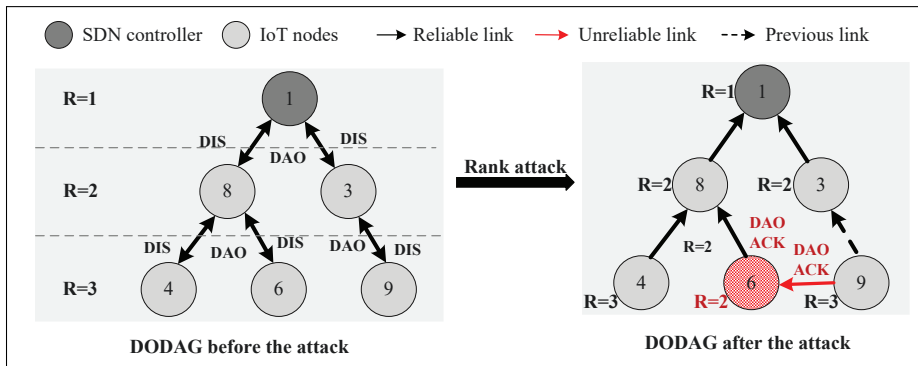 SDN controller IoT nodes Reliable link Unreliable link Previous link
R=1
1
DIS DIS
DAO
R=2
8 3
DIS DAO DIS DAO DIS
R=3
4 6 9
DODAG before the attack
Rank attack
R=1 1
R=2 8 R=2 3
DAO
ACK
R=2
DAO
ACK
4 6 9
R=3 R=2 R=3
DODAG after the attack